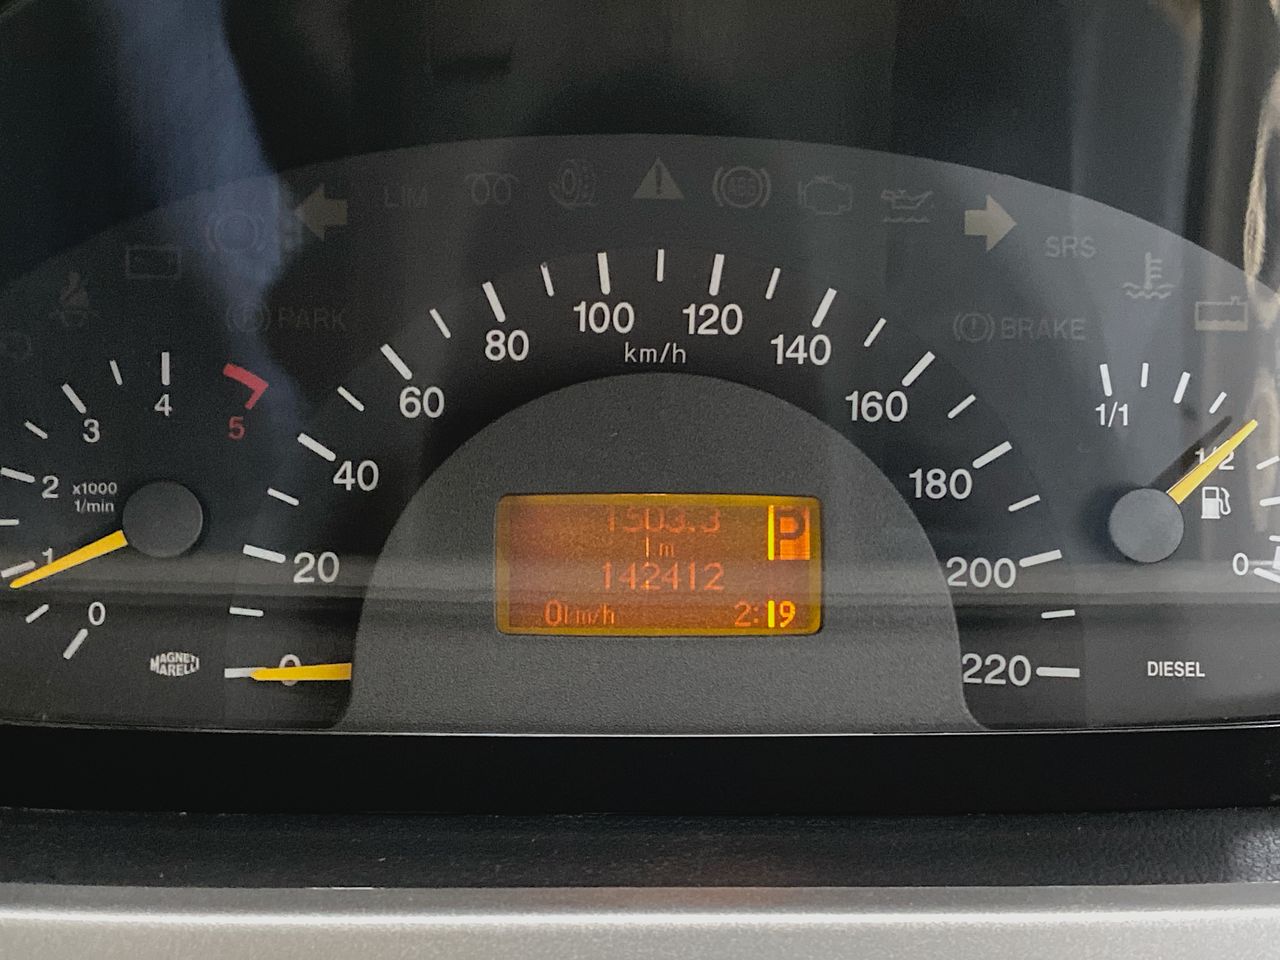 LIM
ABS
SRS
PARK
BRAKE
0
1
2
3
4
5
x1000
1/min
0
20
40
60
80
100
120
140
160
180
200
220
km/h
1503.3
142412
0
2:19
P
1/1
1/2
0
DIESEL
MAGNETI
MARELLI